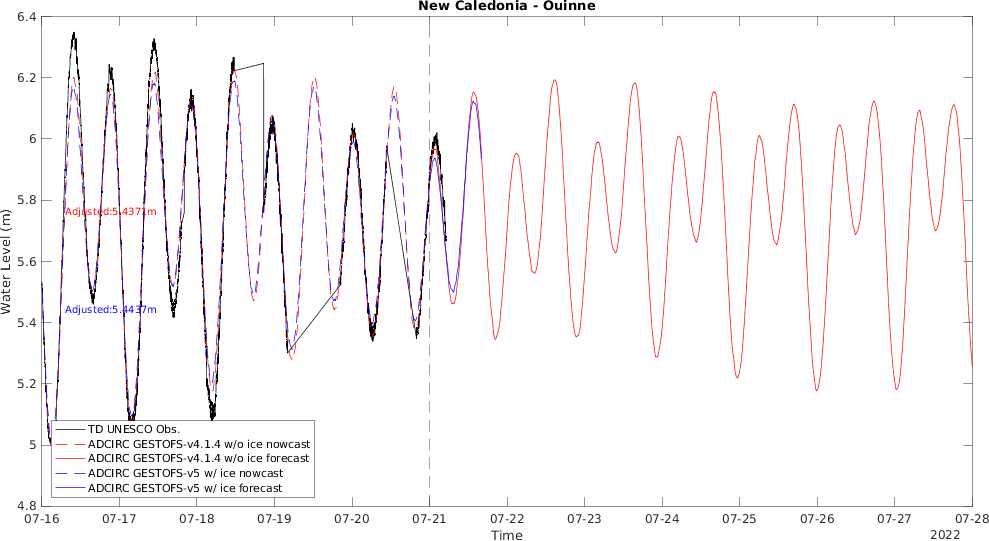 New Caledonia - Ouinne
6.4
6.2
6
5.8
5.6
5.4
5.2
5
4.8
Water Level (m)
Adjusted:5.4371m
Adjusted:5.4437m
TD UNESCO Obs.
ADCIRC GESTOFS-v4.1.4 w/o ice nowcast
ADCIRC GESTOFS-v4.1.4 w/o ice forecast
ADCIRC GESTOFS-v5 w/ ice nowcast
ADCIRC GESTOFS-v5 w/ ice forecast
07-16 07-17 07-18 07-19 07-20 07-21 07-22 07-23 07-24 07-25 07-26 07-27 07-28
Time
2022